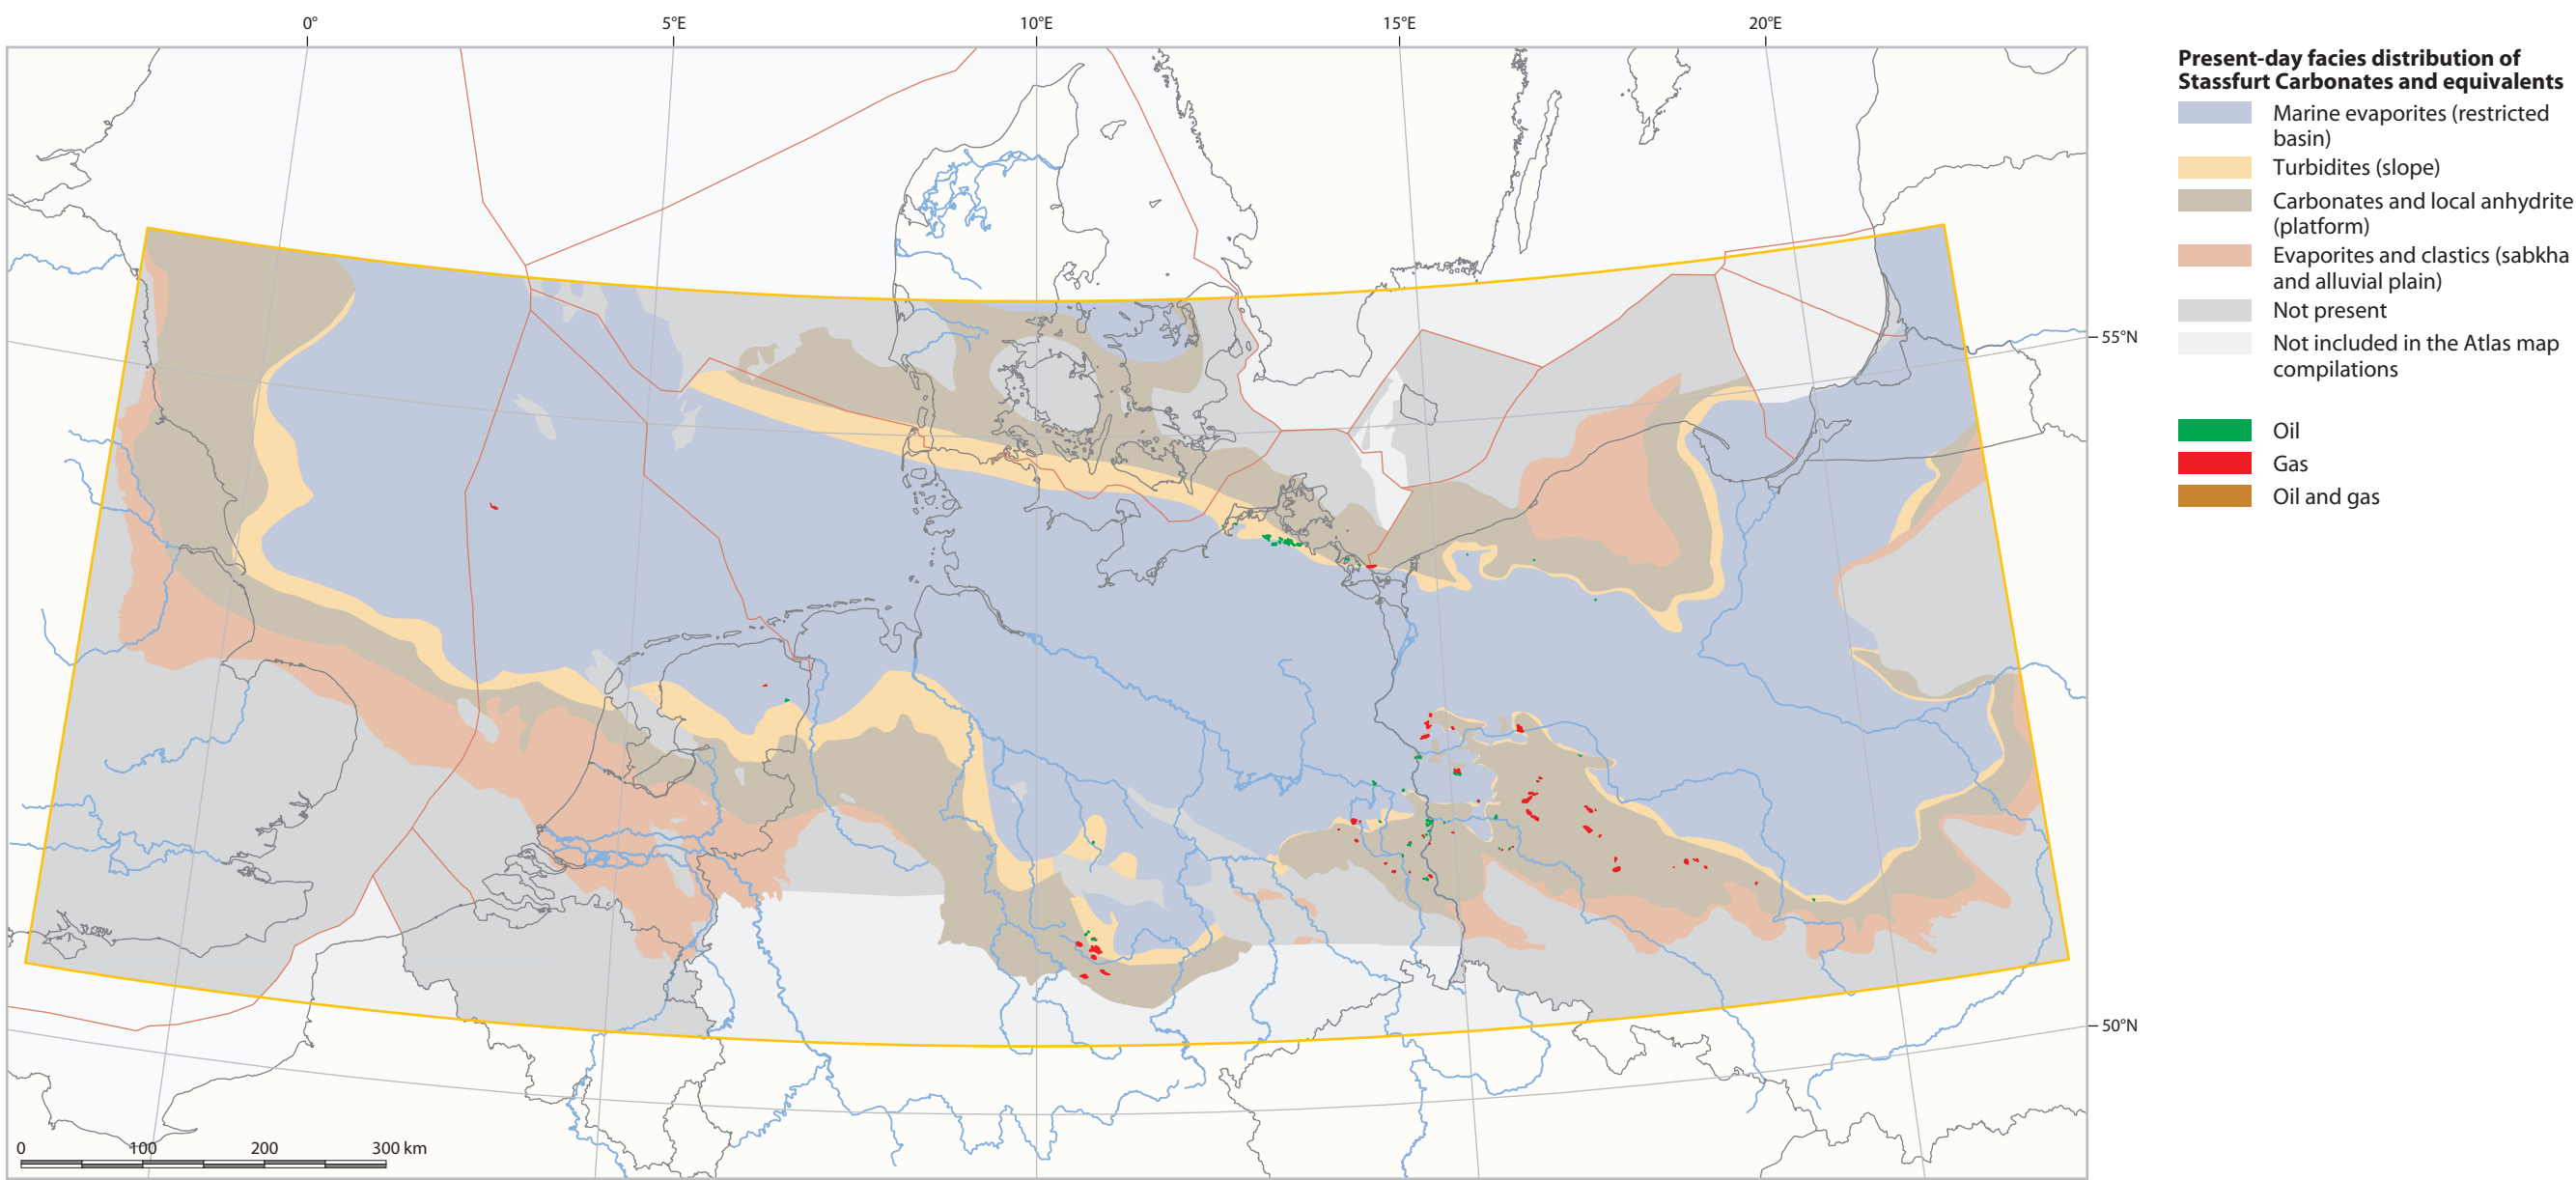 0°
5°E
10°E
15°E
20°E
55°N
50°N
0
100
200
300 km
Present-day facies distribution of
Stassfurt Carbonates and equivalents
Marine evaporites (restricted
basin)
Turbidites (slope)
Carbonates and local anhydrite
(platform)
Evaporites and clastics (sabkha
and alluvial plain)
Not present
Not included in the Atlas map
compilations
Oil
Gas
Oil and gas